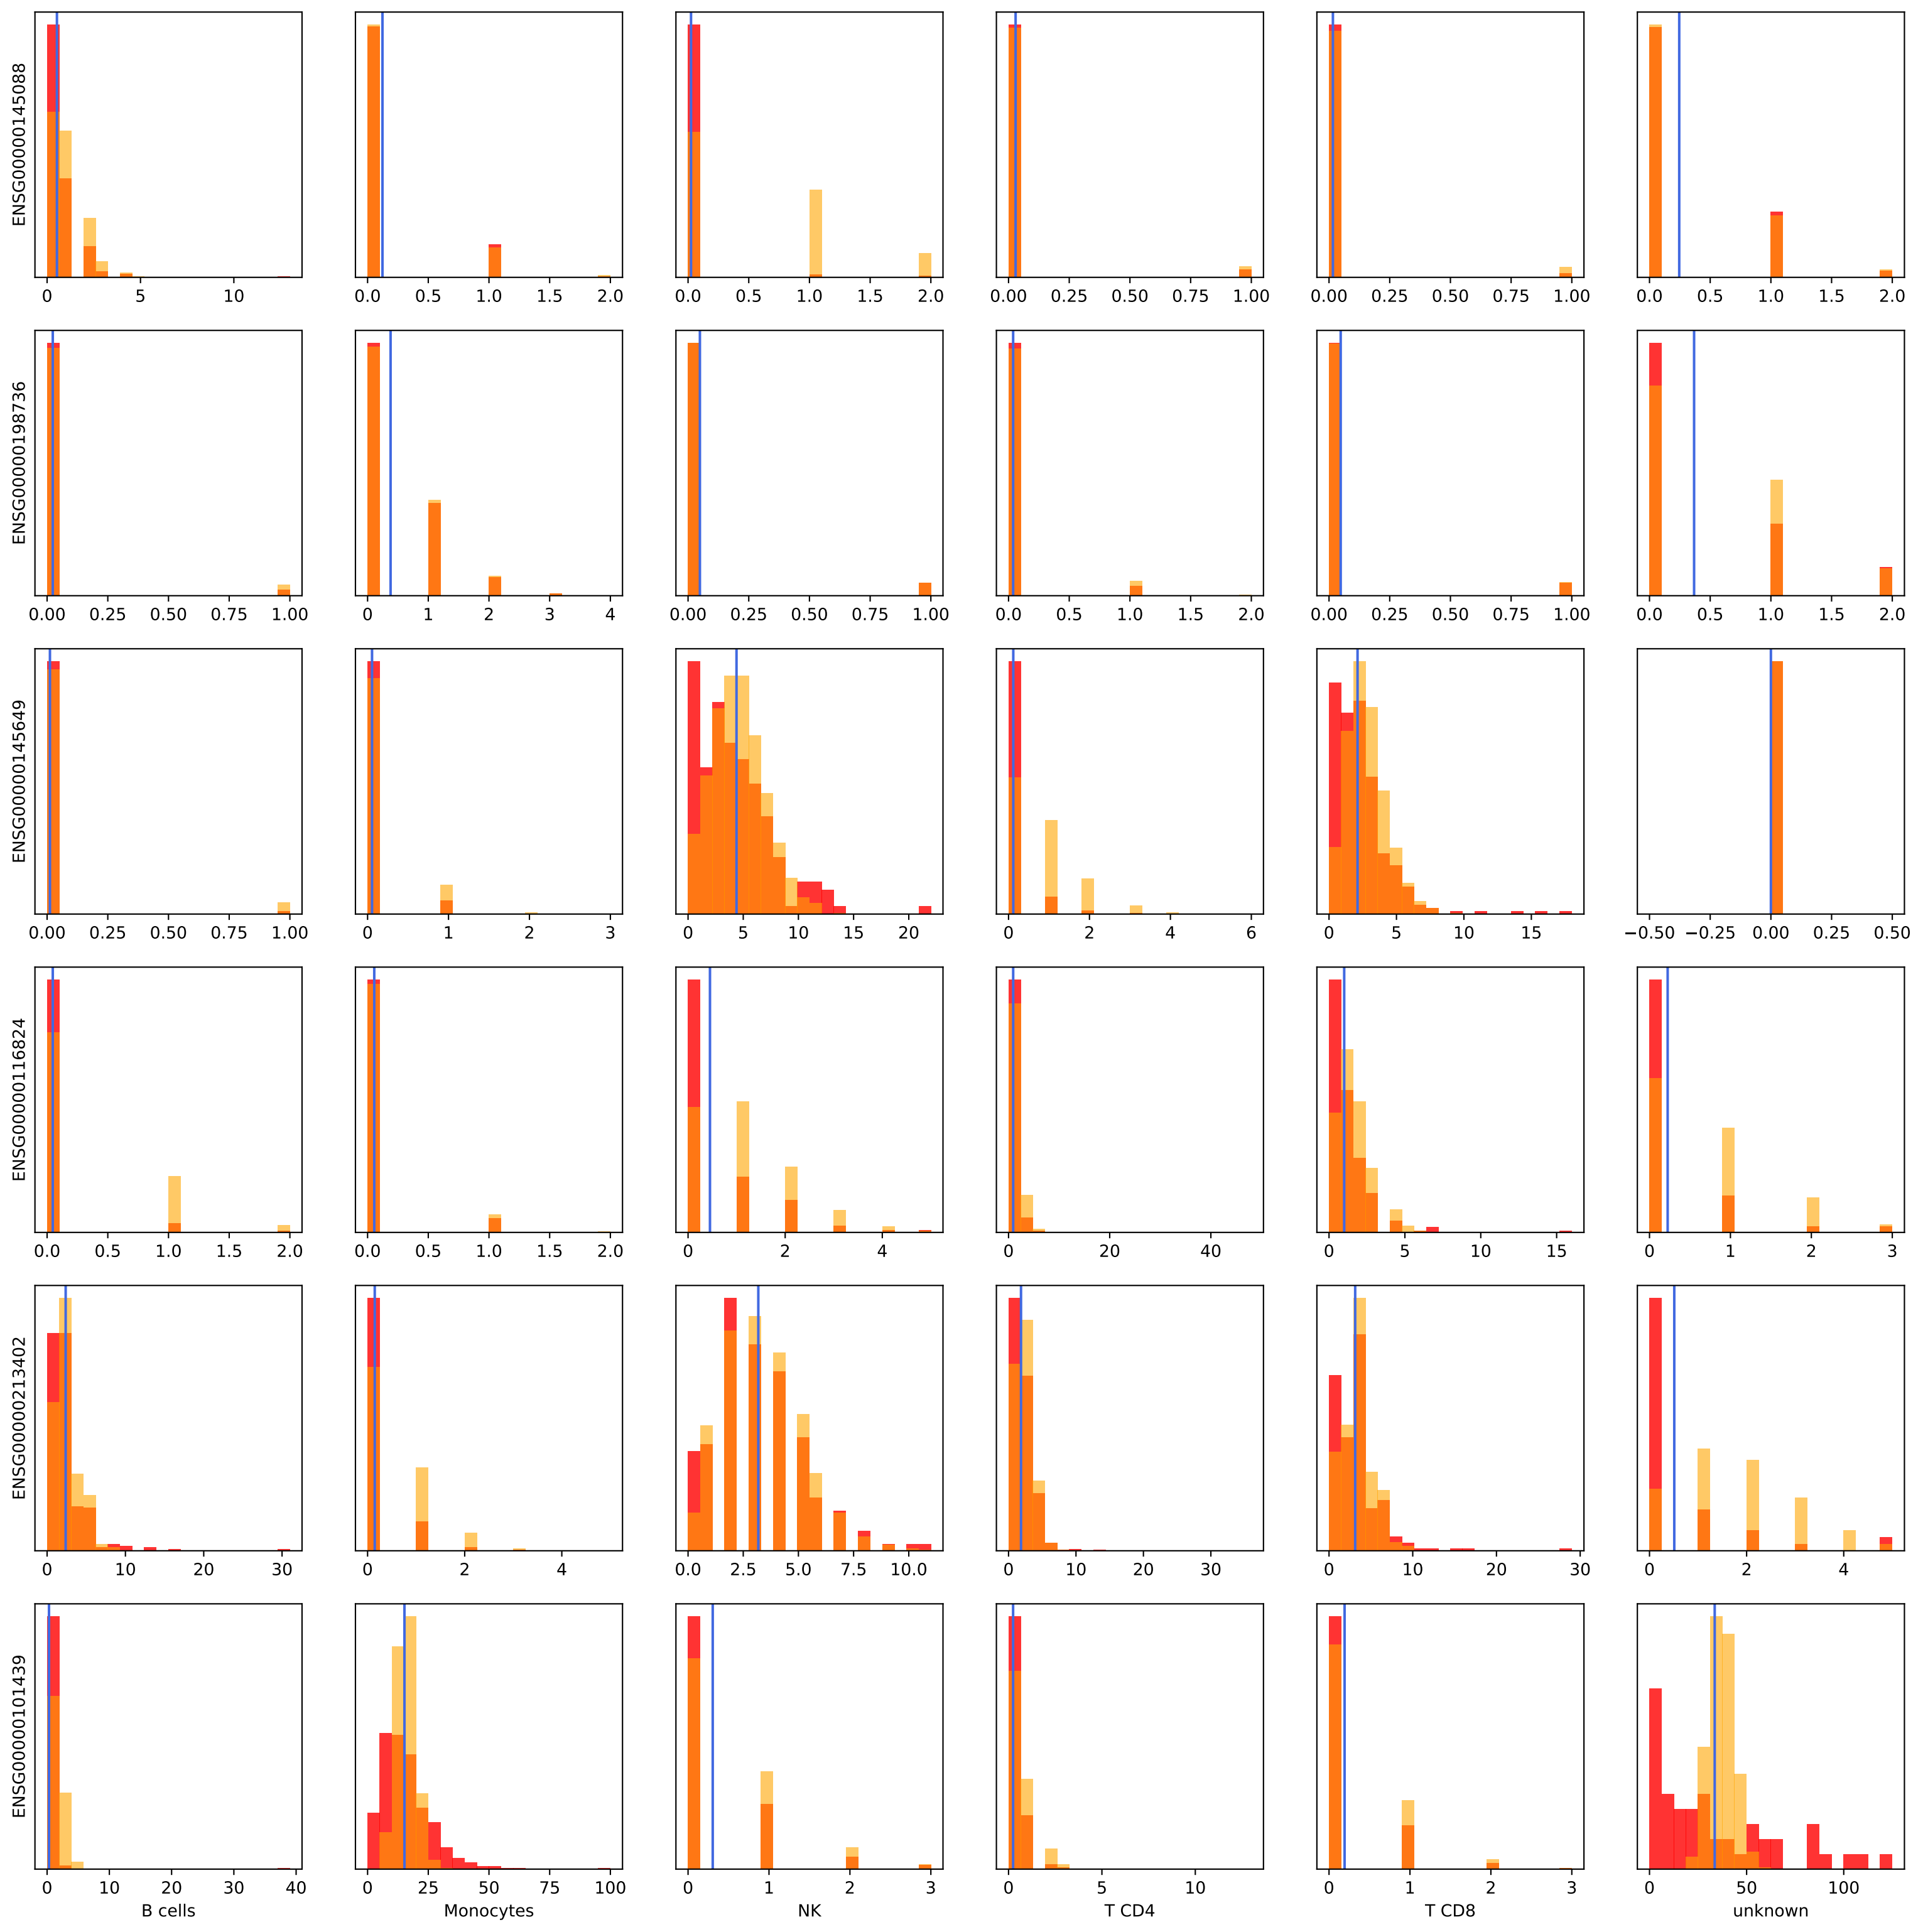 ENSG00000145088
0 5 10
0.0 0.5 1.0 1.5 2.0
0.0 0.5 1.0 1.5 2.0
0.00 0.25 0.50 0.75 1.00
0.00 0.25 0.50 0.75 1.00
0.0 0.5 1.0 1.5 2.0
ENSG00000198736
0.00 0.25 0.50 0.75 1.00
0 1 2 3 4
0.00 0.25 0.50 0.75 1.00
0.0 0.5 1.0 1.5 2.0
0.00 0.25 0.50 0.75 1.00
0.0 0.5 1.0 1.5 2.0
ENSG00000145649
0.00 0.25 0.50 0.75 1.00
0 1 2 3
0 5 10 15 20
0 2 4 6
0 5 10 15
−0.50 −0.25 0.00 0.25 0.50
ENSG00000116824
0.0 0.5 1.0 1.5 2.0
0.0 0.5 1.0 1.5 2.0
0 2 4
0 20 40
0 5 10 15
0 1 2 3
ENSG00000213402
0 10 20 30
0 2 4
0.0 2.5 5.0 7.5 10.0
0 10 20 30
0 10 20 30
0 2 4
ENSG00000101439
0 10 20 30 40
0 25 50 75 100
0 1 2 3
0 5 10
0 1 2 3
0 50 100
B cells
Monocytes
NK
T CD4
T CD8
unknown